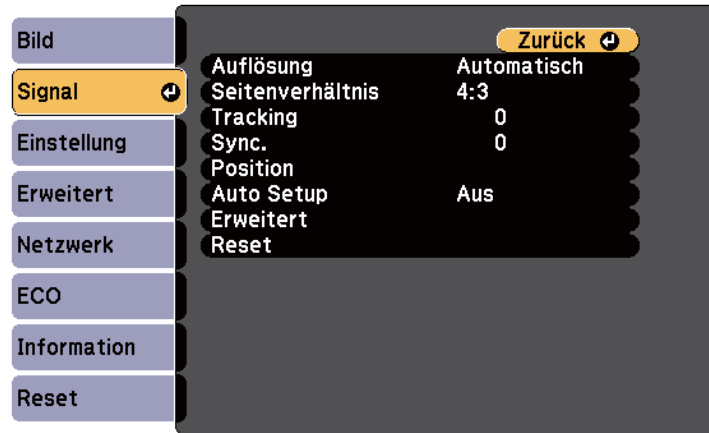 Bild
Signal
Einstellung
Erweitert
Netzwerk
ECO
Information
Reset
Zurück
Auflösung Automatisch
Seitenverhältnis 4:3
Tracking 0
Sync. 0
Position
Auto Setup Aus
Erweitert
Reset